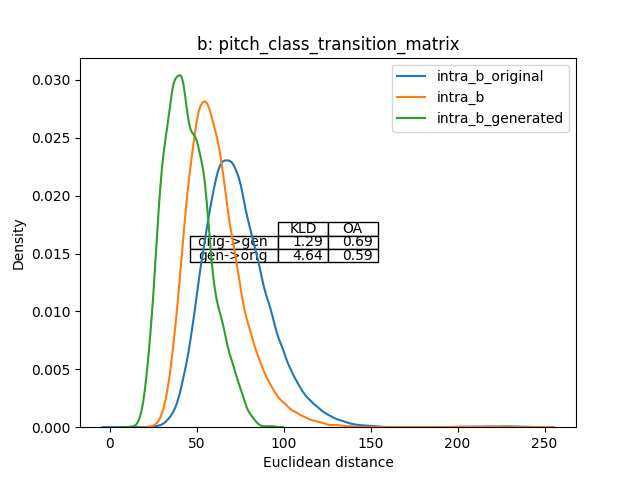 b: pitch_class_transition_matrix
0.030
0.025
0.020
0.015
0.010
0.005
0.000
Density
intra_b_original
intra_b
intra_b_generated
KLD OA
orig->gen 1.29 0.69
gen->orig 4.64 0.59
0 50 100 150 200 250
Euclidean distance